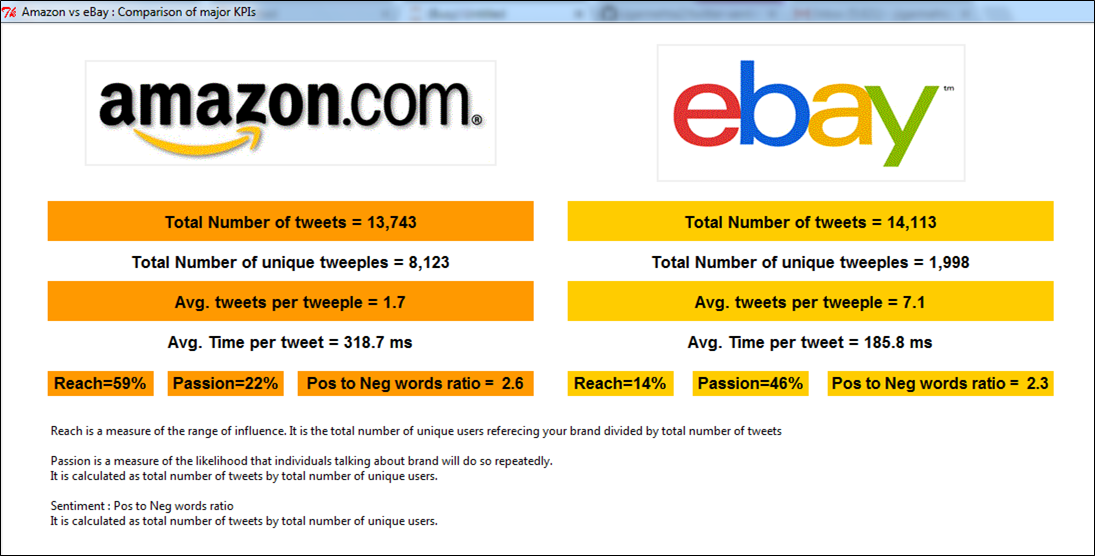 Amazon vs eBay : Comparison of major KPIs
amazon.com®
ebay™
Total Number of tweets = 13,743
Total Number of tweets = 14,113
Total Number of unique tweeples = 8,123
Total Number of unique tweeples = 1,998
Avg. tweets per tweeple = 1.7
Avg. tweets per tweeple = 7.1
Avg. Time per tweet = 318.7 ms
Avg. Time per tweet = 185.8 ms
Reach=59% Passion=22% Pos to Neg words ratio = 2.6
Reach=14% Passion=46% Pos to Neg words ratio = 2.3
Reach is a measure of the range of influence. It is the total number of unique users referecing your brand divided by total number of tweets
Passion is a measure of the likelihood that individuals talking about brand will do so repeatedly.
It is calculated as total number of tweets by total number of unique users.
Sentiment : Pos to Neg words ratio
It is calculated as total number of tweets by total number of unique users.